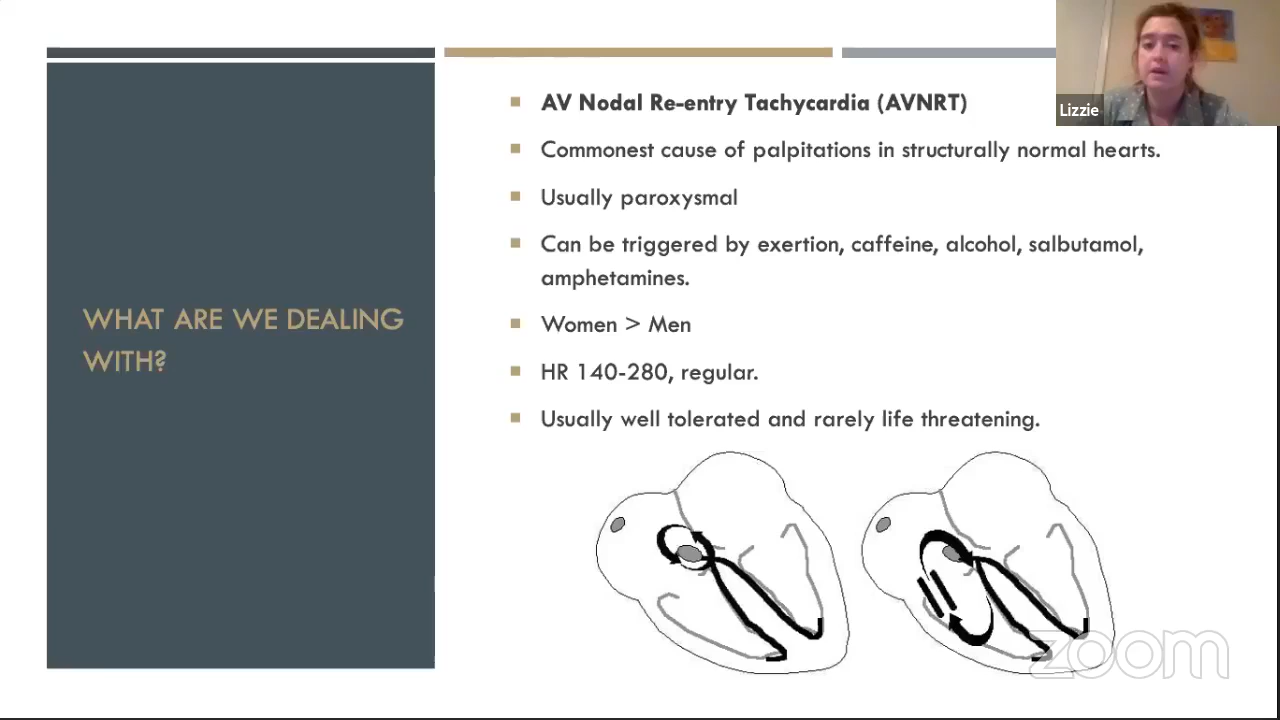 WHAT ARE WE DEALING
WITH?
AV Nodal Re-entry Tachycardia (AVNRT)
Commonest cause of palpitations in structurally normal hearts.
Usually paroxysmal
Can be triggered by exertion, caffeine, alcohol, salbutamol,
amphetamines.
Women > Men
HR 140-280, regular.
Usually well tolerated and rarely life threatening.
Lizzie
zoom